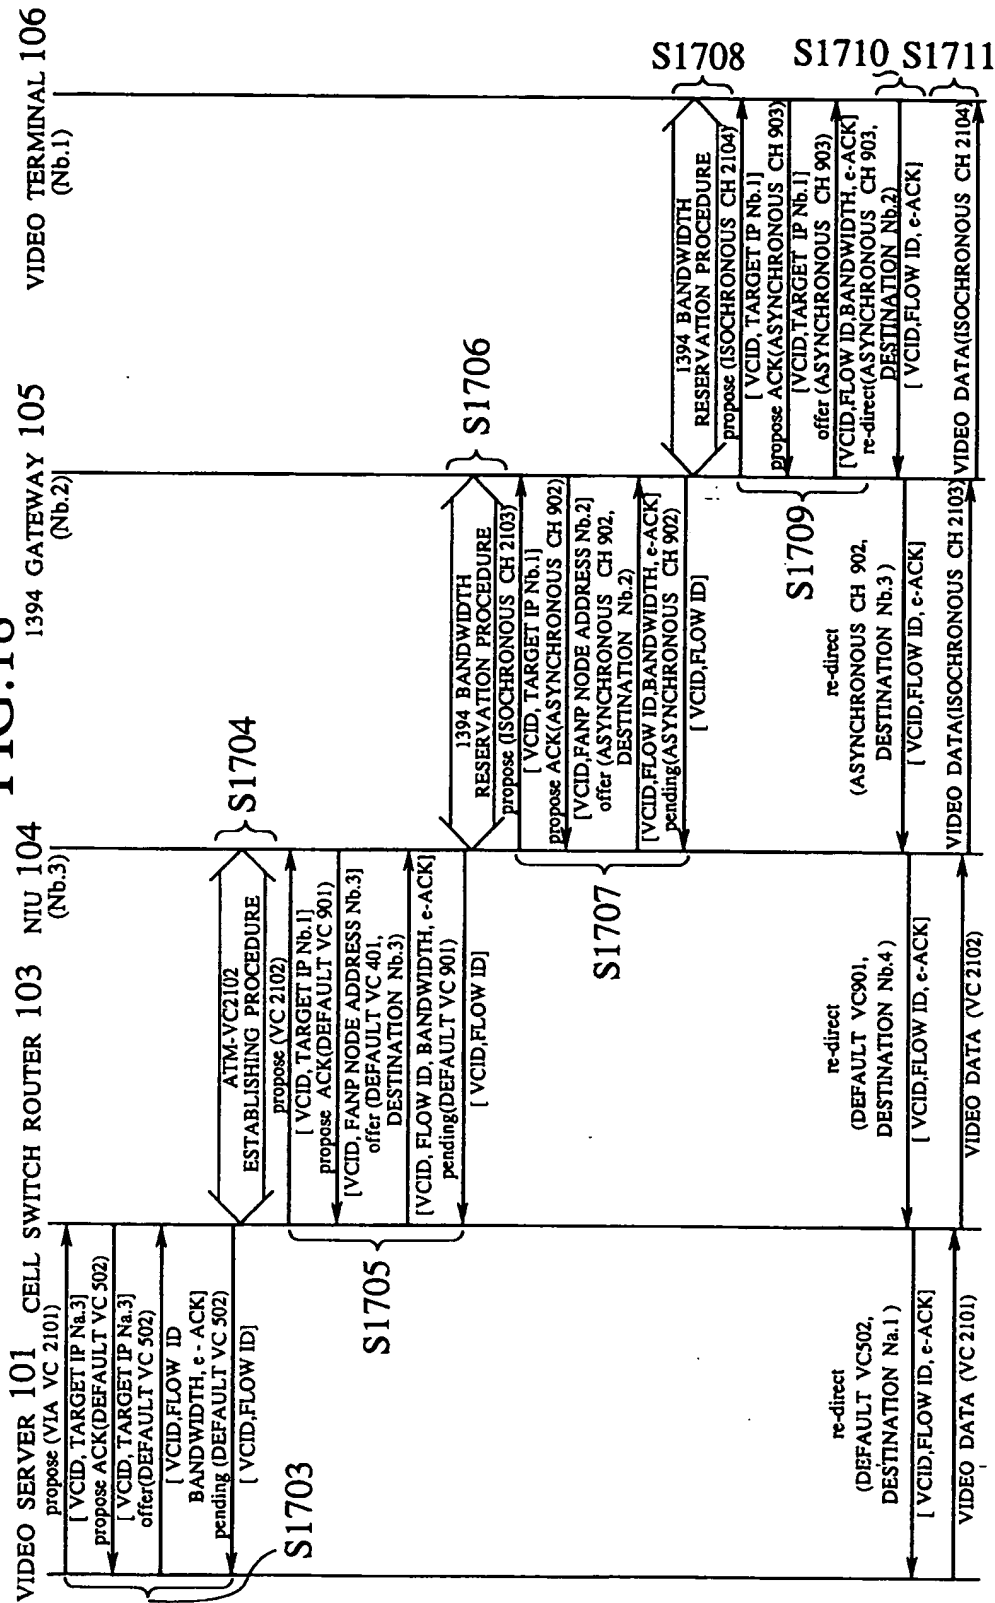 FIG.18
VIDEO SERVER 101
CELL SWITCH ROUTER 103
NIU 104
(Nb.3)
1394 GATEWAY 105
(Nb.2)
VIDEO TERMINAL 106
(Nb.1)
propose (VIA VC 2101)
[ VCID, TARGET IP Na.3]
propose ACK(DEFAULT VC 502)
[ VCID, TARGET IP Na.3]
offer(DEFAULT VC 502)
[ VCID,FLOW ID
BANDWIDTH, e - ACK]
pending (DEFAULT VC 502)
[ VCID,FLOW ID]
S1703
ATM-VC2102
ESTABLISHING PROCEDURE
S1704
propose (VC 2102)
[ VCID, TARGET IP Nb.1]
propose ACK(DEFAULT VC 901)
[VCID, FANP NODE ADDRESS Nb.3]
offer (DEFAULT VC 401,
DESTINATION Nb.3)
[VCID, FLOW ID, BANDWIDTH, e-ACK]
pending(DEFAULT VC 901)
[ VCID,FLOW ID]
S1705
1394 BANDWIDTH
RESERVATION PROCEDURE
S1706
propose (ISOCHRONOUS CH 2103)
[ VCID, TARGET IP Nb.1]
propose ACK(ASYNCHRONOUS CH 902)
[VCID,FANP NODE ADDRESS Nb.2]
offer (ASYNCHRONOUS CH 902,
DESTINATION Nb.2)
[VCID,FLOW ID,BANDWIDTH, e-ACK]
pending(ASYNCHRONOUS CH 902)
[ VCID,FLOW ID]
S1707
1394 BANDWIDTH
RESERVATION PROCEDURE
S1708
propose (ISOCHRONOUS CH 2104)
[ VCID, TARGET IP Nb.1]
propose ACK(ASYNCHRONOUS CH 903)
[VCID,TARGET IP Nb.1]
offer (ASYNCHRONOUS CH 903)
[VCID,FLOW ID,BANDWIDTH, e-ACK]
S1709
re-direct(ASYNCHRONOUS CH 903,
DESTINATION Nb.2)
[ VCID,FLOW ID, e-ACK]
S1710
re-direct
(ASYNCHRONOUS CH 902,
DESTINATION Nb.3 )
[ VCID,FLOW ID, e-ACK]
re-direct
(DEFAULT VC901,
DESTINATION Nb.4 )
[ VCID,FLOW ID, e-ACK]
re-direct
(DEFAULT VC502,
DESTINATION Na.1 )
[ VCID,FLOW ID, e-ACK]
VIDEO DATA (VC 2101)
VIDEO DATA (VC 2102)
VIDEO DATA(ISOCHRONOUS CH 2103)
VIDEO DATA(ISOCHRONOUS CH 2104)
S1711